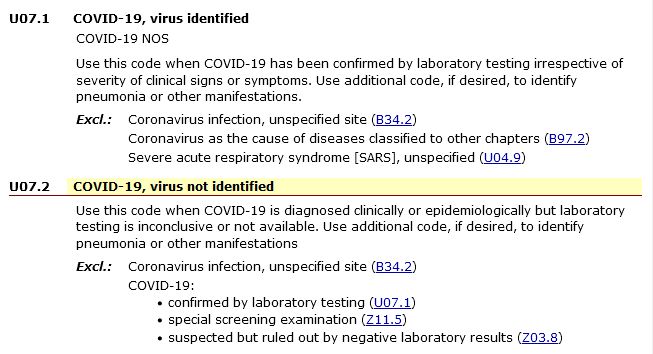 U07.1 COVID-19, virus identified
COVID-19 NOS
Use this code when COVID-19 has been confirmed by laboratory testing irrespective of
severity of clinical signs or symptoms. Use additional code, if desired, to identify
pneumonia or other manifestations.
Excl.: Coronavirus infection, unspecified site (B34.2)
Coronavirus as the cause of diseases classified to other chapters (B97.2)
Severe acute respiratory syndrome [SARS], unspecified (U04.9)
U07.2 COVID-19, virus not identified
Use this code when COVID-19 is diagnosed clinically or epidemiologically but laboratory
testing is inconclusive or not available. Use additional code, if desired, to identify
pneumonia or other manifestations
Excl.: Coronavirus infection, unspecified site (B34.2)
COVID-19:
• confirmed by laboratory testing (U07.1)
• special screening examination (Z11.5)
• suspected but ruled out by negative laboratory results (Z03.8)